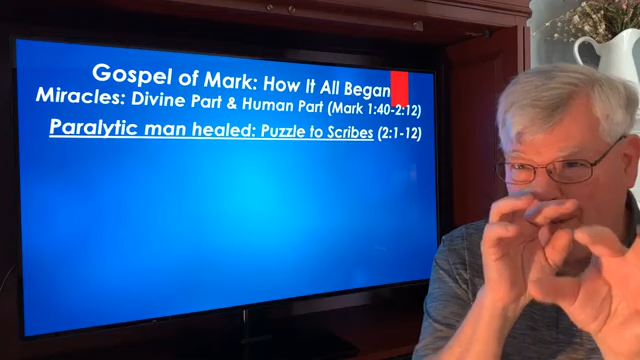 Gospel of Mark: How It All Began
Miracles: Divine Part & Human Part (Mark 1:40-2:12)
Paralytic man healed: Puzzle to Scribes (2:1-12)